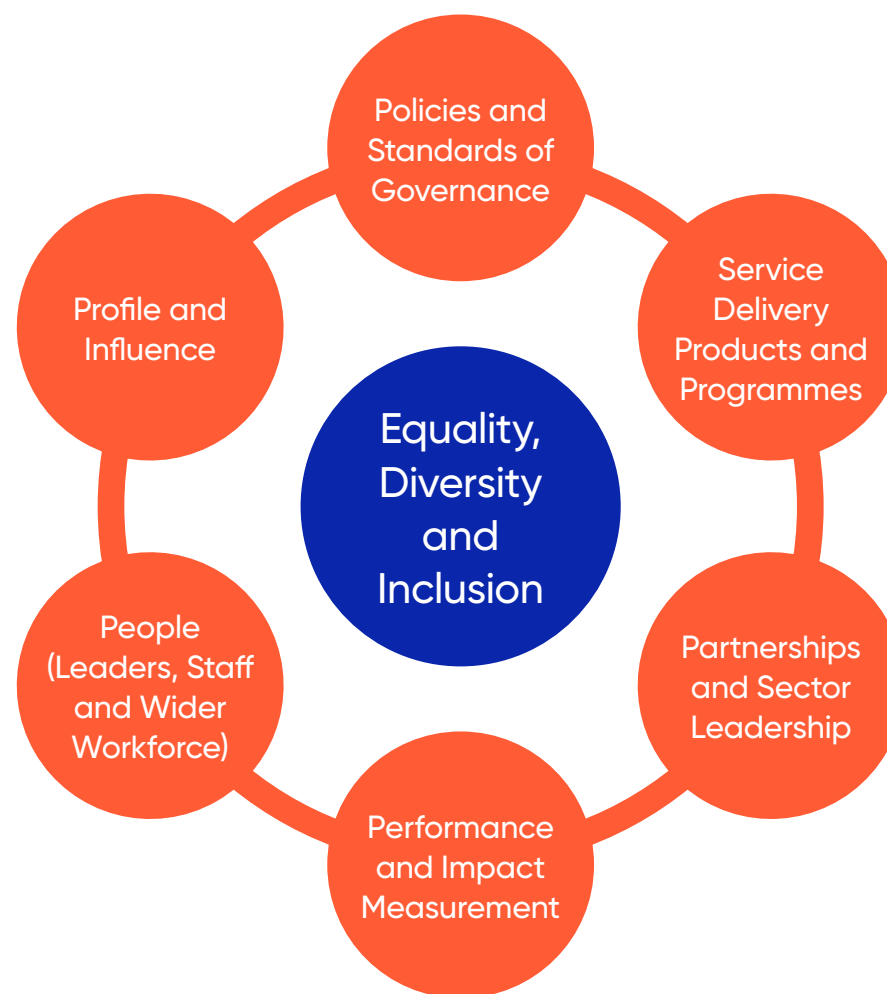 Policies and
Standards of
Governance
Service
Delivery
Products and
Programmes
Partnerships
and Sector
Leadership
Performance
and Impact
Measurement
People
(Leaders, Staff
and Wider
Workforce)
Profile and
Influence
Equality,
Diversity
and
Inclusion